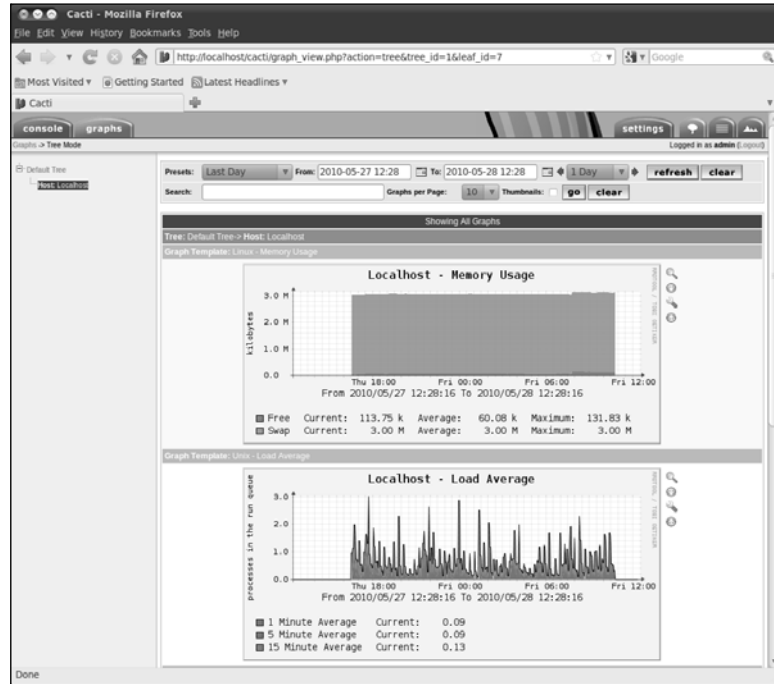 Cacti - Mozilla Firefox
File Edit View History Bookmarks Tools Help
http://localhost/cacti/graph_view.php?action=tree&tree_id=1&leaf_id=7
Google
Most Visited Getting Started Latest Headlines
Cacti
console graphs settings
Graphs -> Tree Mode Logged in as admin (Logout)
Default Tree
Host: Localhost
Presets: Last Day From: 2010-05-27 12:28 To: 2010-05-28 12:28 1 Day refresh clear
Search: Graphs per Page: 10 Thumbnails: go clear
Showing All Graphs
Tree: Default Tree-> Host: Localhost
Graph Template: Linux - Memory Usage
Localhost - Memory Usage
RRDTOOL / TOBI OETIKER
kilobytes
3.0 M
2.0 M
1.0 M
0.0
Thu 18:00 Fri 00:00 Fri 06:00 Fri 12:00
From 2010/05/27 12:28:16 To 2010/05/28 12:28:16
Free Current: 113.75 k Average: 60.08 k Maximum: 131.83 k
Swap Current: 3.00 M Average: 3.00 M Maximum: 3.00 M
Graph Template: Unix - Load Average
Localhost - Load Average
RRDTOOL / TOBI OETIKER
processes in the run queue
3.0
2.0
1.0
0.0
Thu 18:00 Fri 00:00 Fri 06:00 Fri 12:00
From 2010/05/27 12:28:16 To 2010/05/28 12:28:16
1 Minute Average Current: 0.09
5 Minute Average Current: 0.09
15 Minute Average Current: 0.13
Done